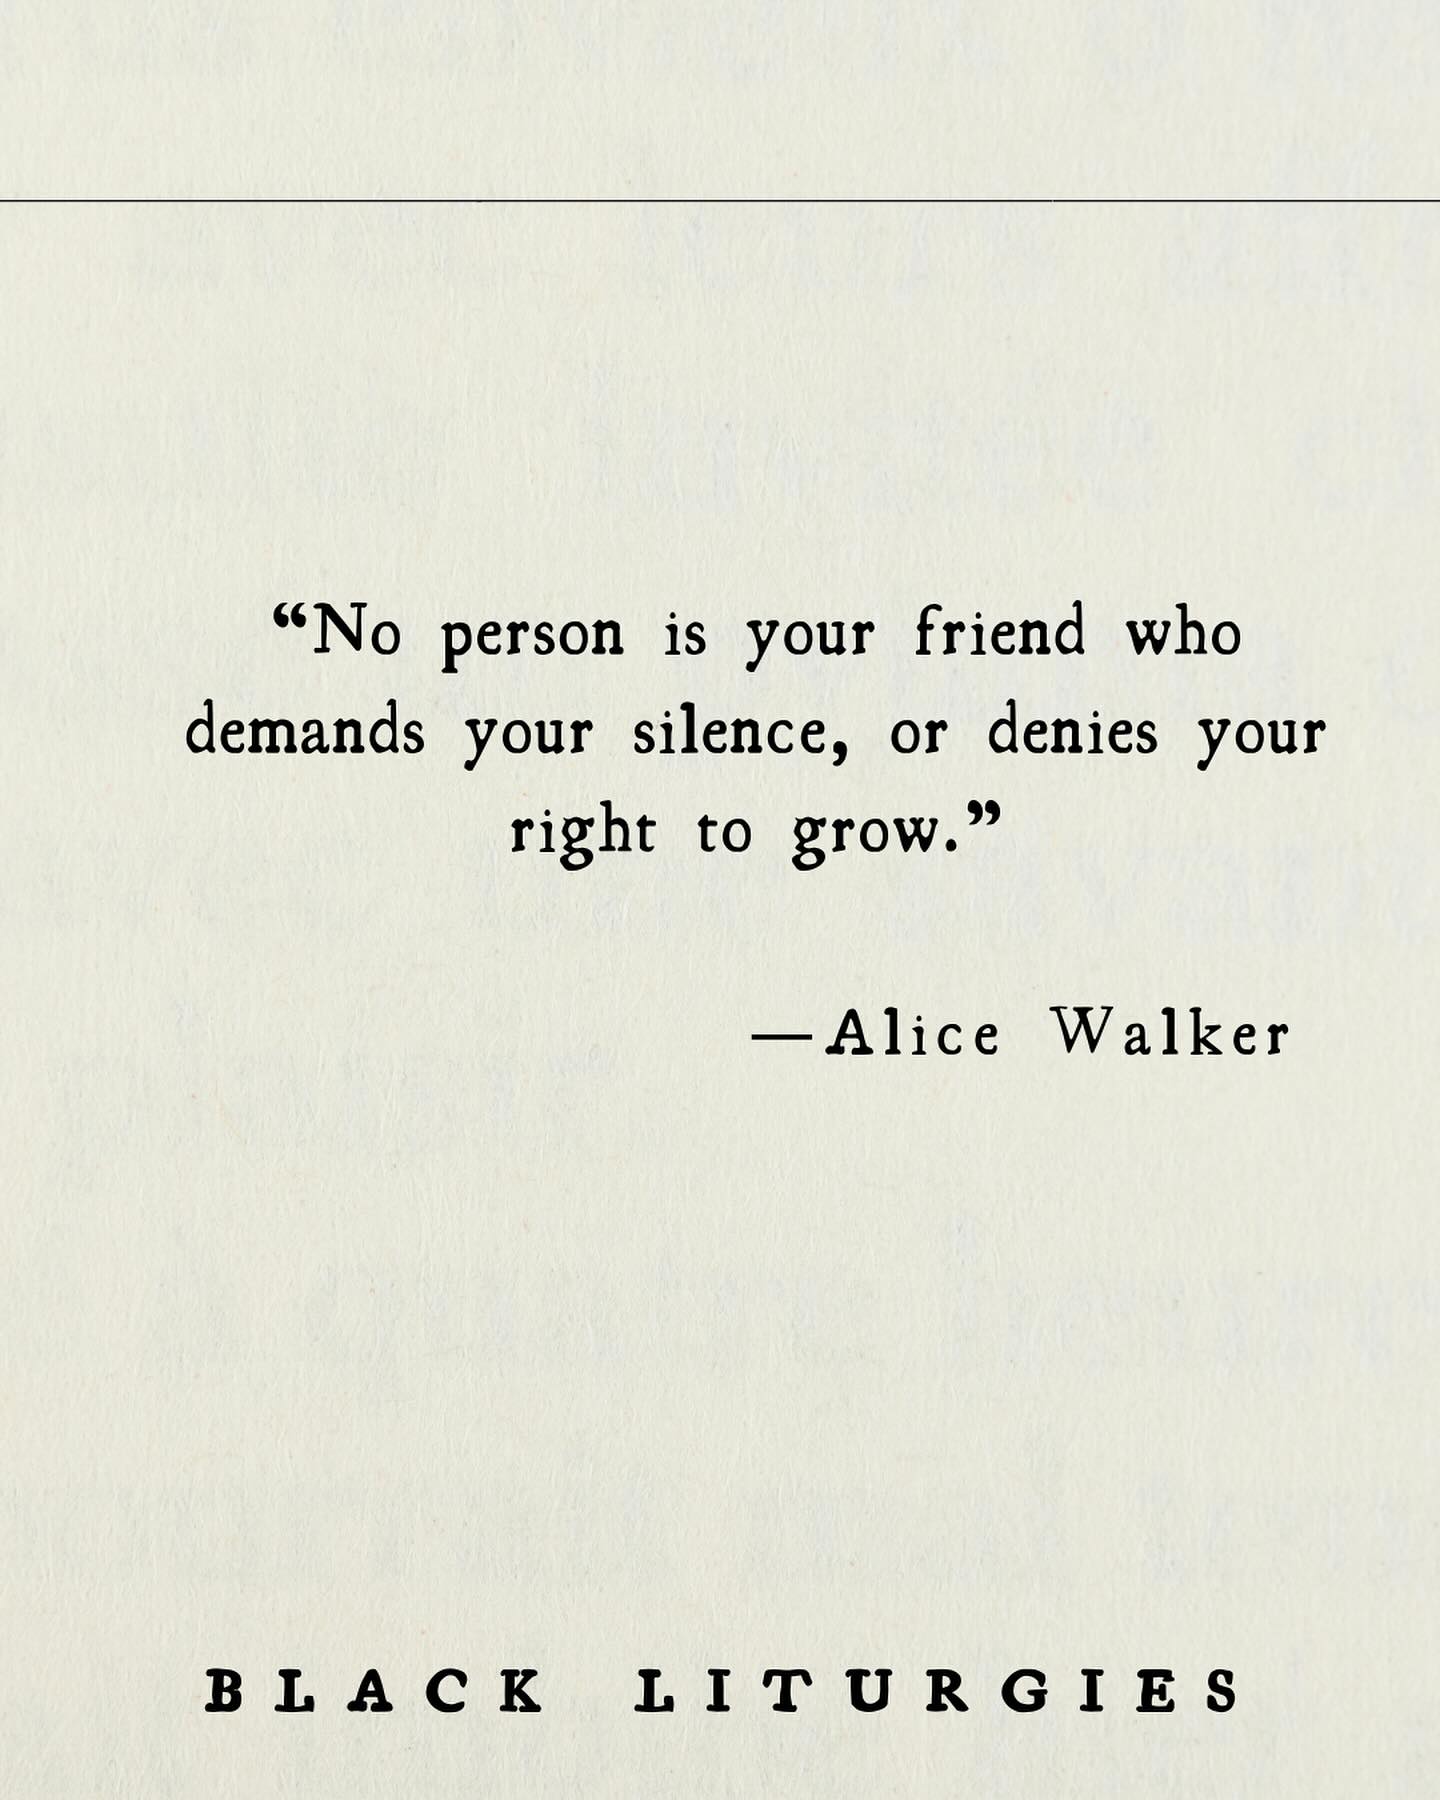 “No person is your friend who
demands your silence, or denies your
right to grow.”
—Alice Walker
BLACK LITURGIES